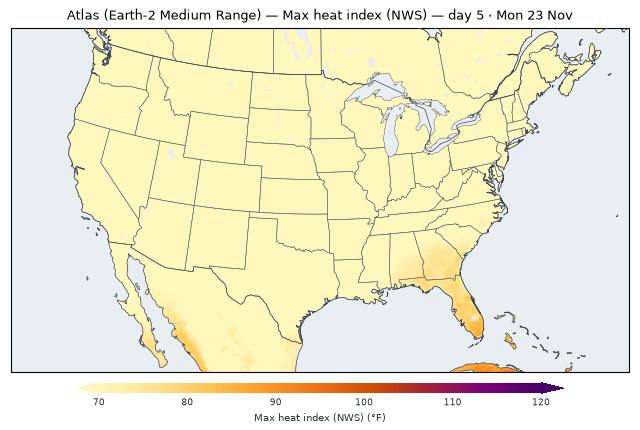 Atlas (Earth-2 Medium Range) — Max heat index (NWS) — day 5 · Mon 23 Nov
70 80 90 100 110 120
Max heat index (NWS) (°F)